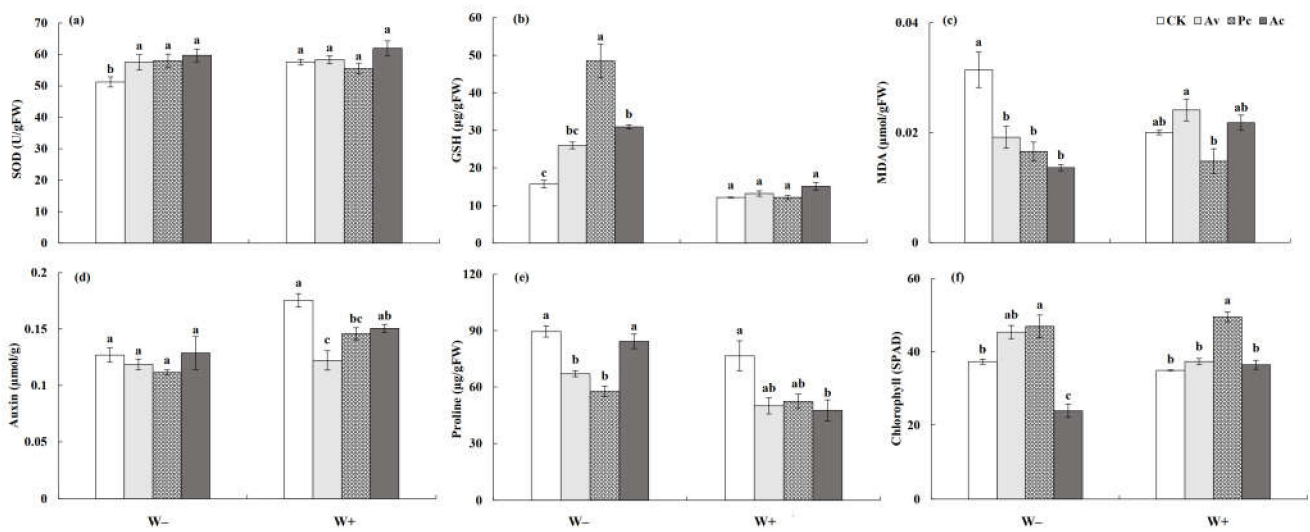 (a)
SOD (U/gFW)
70
60
50
40
30
20
10
0
b a a a a a a a
(b)
GSH (μg/gFW)
60
50
40
30
20
10
0
c bc a b a a a a
(c)
CK Av Pc Ac
MDA (μmol/gFW)
0.04
0.02
0
a b b b ab a b ab
(d)
Auxin (μmol/g)
0.2
0.15
0.1
0.05
0
a a a a a c bc ab
W– W+
(e)
Proline (μg/gFW)
120
90
60
30
0
a b b a a ab ab b
W– W+
(f)
Chlorophyll (SPAD)
60
40
20
0
b ab a c b b a b
W– W+